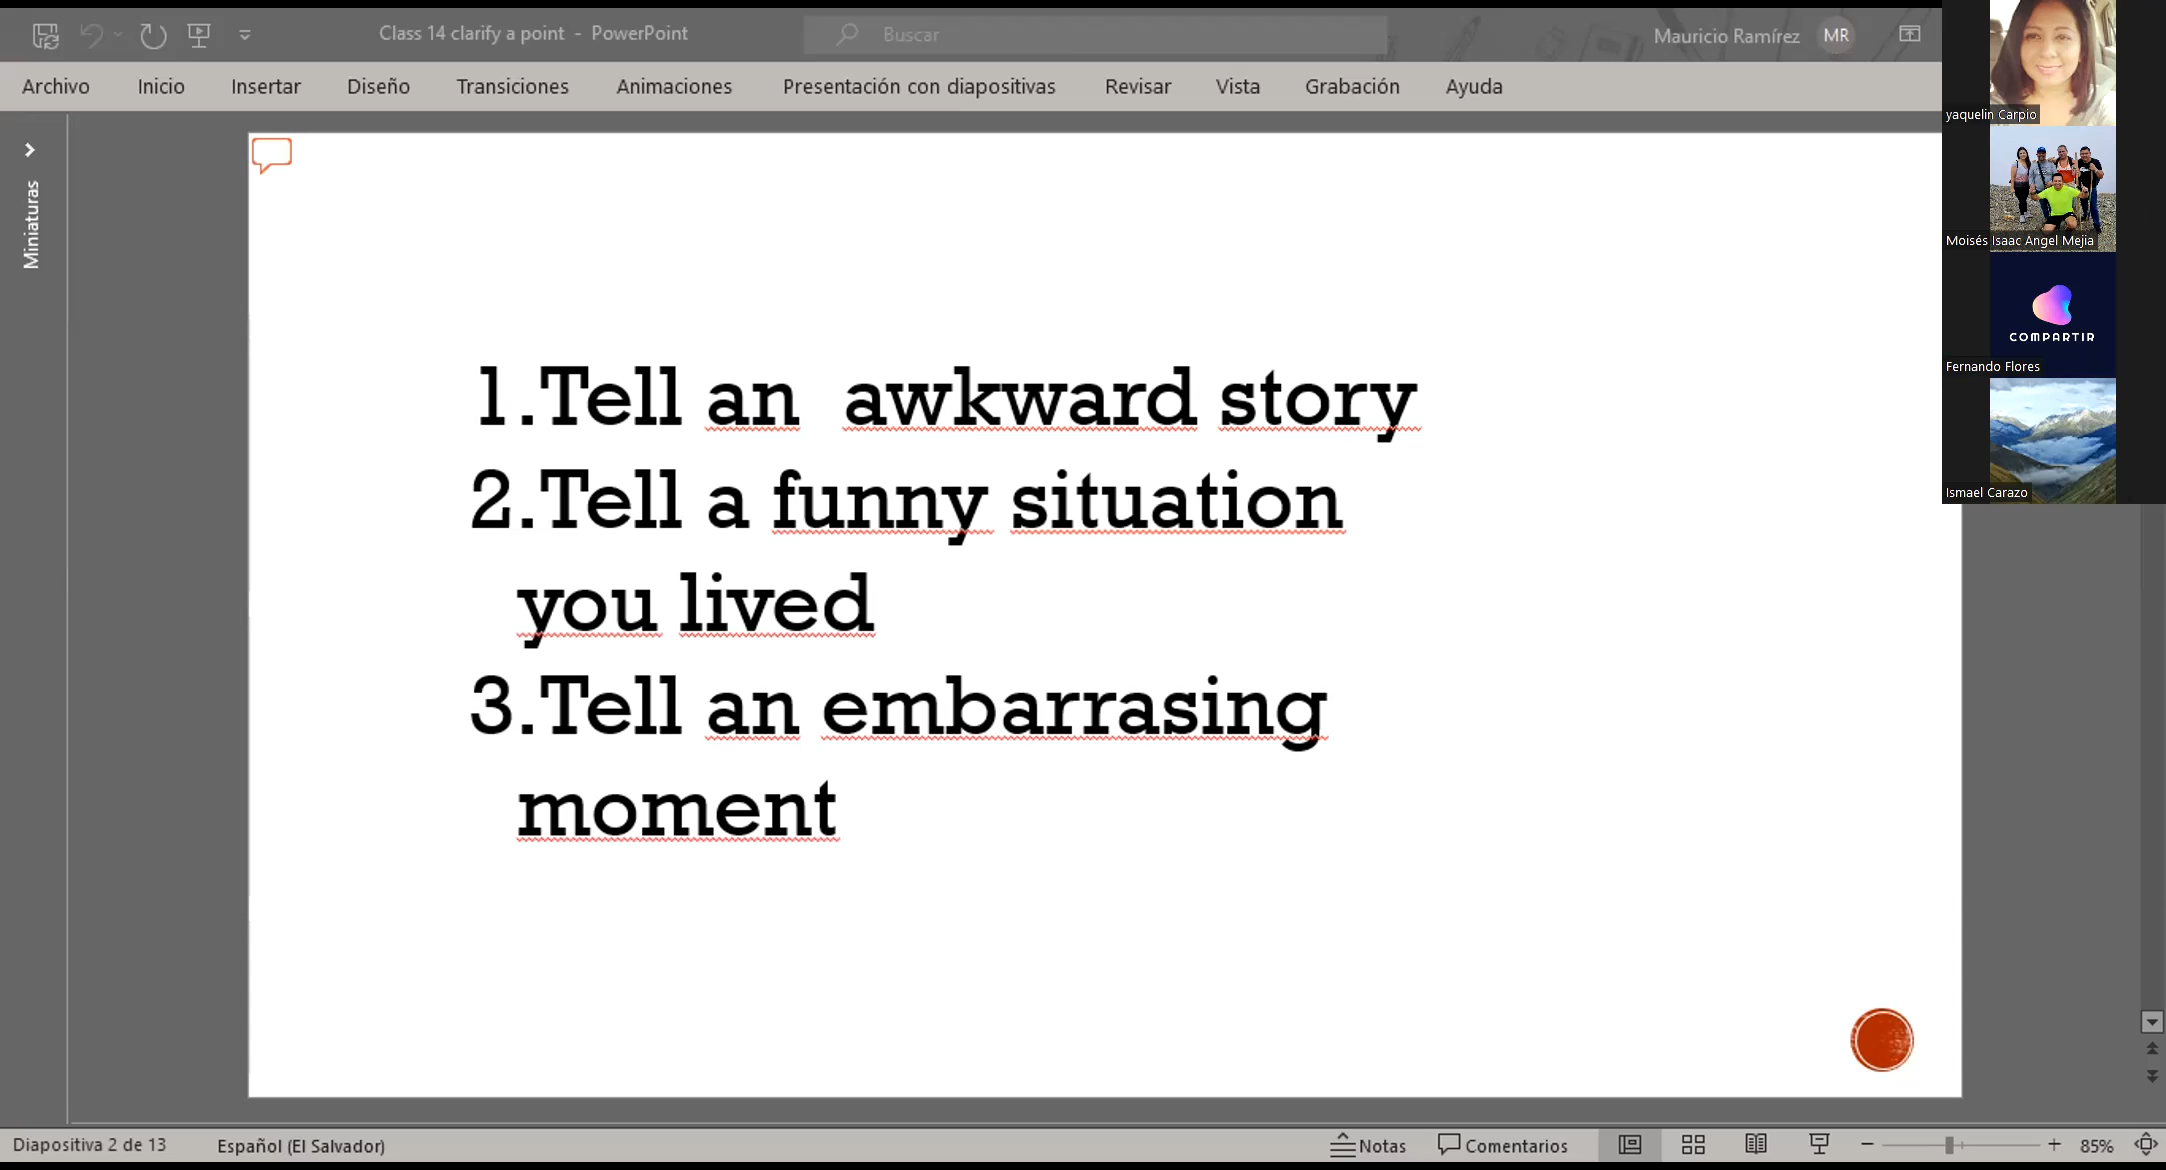 Class 14 clarify a point - PowerPoint
Buscar
Mauricio Ramírez
MR
Archivo Inicio Insertar Diseño Transiciones Animaciones Presentación con diapositivas Revisar Vista Grabación Ayuda
Miniaturas
1.Tell an awkward story
2.Tell a funny situation
you lived
3.Tell an embarrasing
moment
yaquelin Carpio
Moisés Isaac Angel Mejia
COMPARTIR
Fernando Flores
Ismael Carazo
Diapositiva 2 de 13 Español (El Salvador) Notas Comentarios 85%